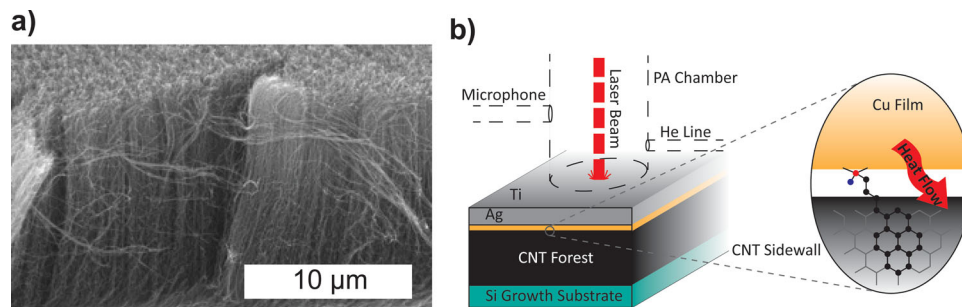 a)
10 µm
b)
Laser Beam
PA Chamber
Microphone
He Line
Ti
Ag
CNT Forest
Si Growth Substrate
CNT Sidewall
Cu Film
Heat Flow